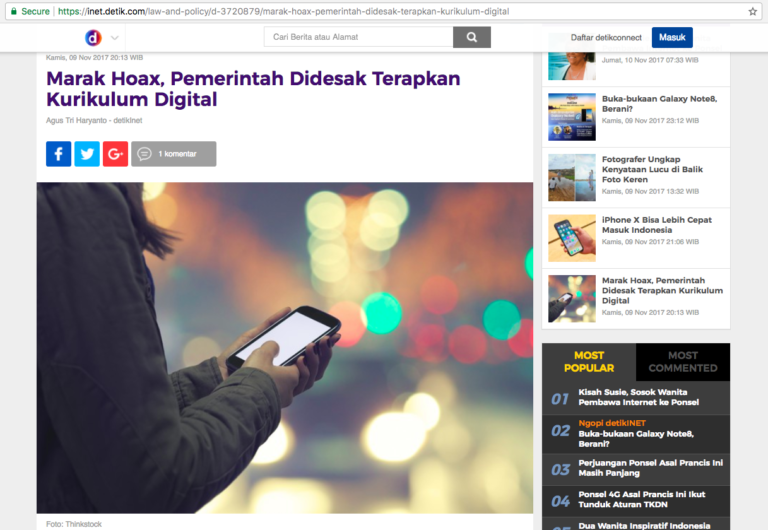 Secure
https://inet.detik.com/law-and-policy/d-3720879/marak-hoax-pemerintah-didesak-terapkan-kurikulum-digital
d
Cari Berita atau Alamat
Daftar detikconnect
Masuk
Kamis, 09 Nov 2017 20:13 WIB
Marak Hoax, Pemerintah Didesak Terapkan
Kurikulum Digital
Agus Tri Haryanto - detikInet
1 komentar
Foto: Thinkstock
Jumat, 10 Nov 2017 07:33 WIB
Buka-bukaan Galaxy Note8,
Berani?
Kamis, 09 Nov 2017 23:12 WIB
Fotografer Ungkap
Kenyataan Lucu di Balik
Foto Keren
Kamis, 09 Nov 2017 13:32 WIB
iPhone X Bisa Lebih Cepat
Masuk Indonesia
Kamis, 09 Nov 2017 21:06 WIB
Marak Hoax, Pemerintah
Didesak Terapkan Kurikulum
Digital
Kamis, 09 Nov 2017 20:13 WIB
MOST
POPULAR
MOST
COMMENTED
01
Kisah Susie, Sosok Wanita
Pembawa Internet ke Ponsel
02
Ngopi detikINET
Buka-bukaan Galaxy Note8,
Berani?
03
Perjuangan Ponsel Asal Prancis Ini
Masih Panjang
04
Ponsel 4G Asal Prancis Ini Ikut
Tunduk Aturan TKDN
Dua Wanita Inspiratif Indonesia